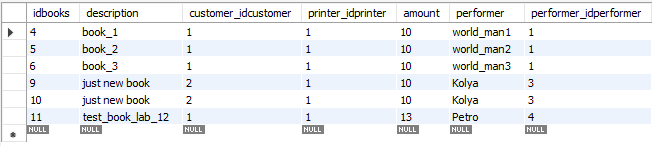 idbooks description customer_idcustomer printer_idprinter amount performer performer_idperformer
4 book_1 1 1 10 world_man1 1
5 book_2 1 1 10 world_man2 1
6 book_3 1 1 10 world_man3 1
9 just new book 2 1 10 Kolya 3
10 just new book 2 1 10 Kolya 3
11 test_book_lab_12 1 1 13 Petro 4
NULL NULL NULL NULL NULL NULL NULL